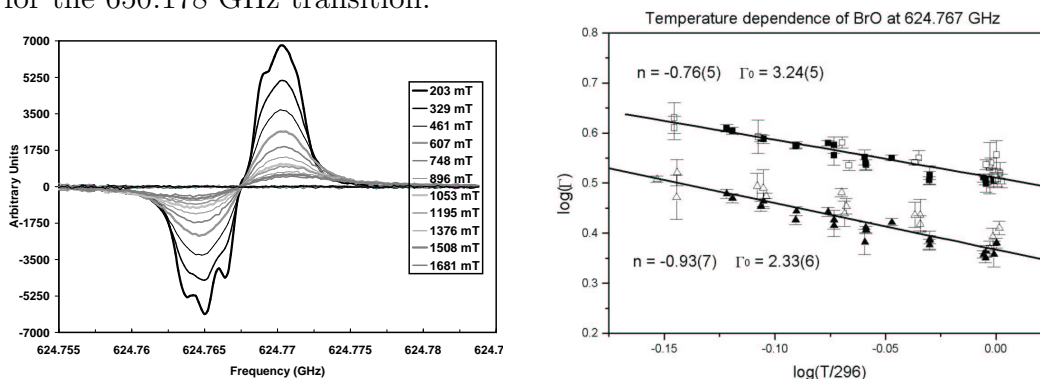 for the 650.178 GHz transition.
7000
5250
3500
1750
0
-1750
-3500
-5250
-7000
Arbitrary Units
203 mT
329 mT
461 mT
607 mT
748 mT
896 mT
1053 mT
1195 mT
1376 mT
1508 mT
1681 mT
624.755 624.76 624.765 624.77 624.775 624.78 624.7
Frequency (GHz)
Temperature dependence of BrO at 624.767 GHz
0.8
0.7
0.6
0.5
0.4
0.3
0.2
log(Γ)
n = -0.76(5) Γ₀ = 3.24(5)
n = -0.93(7) Γ₀ = 2.33(6)
-0.15 -0.10 -0.05 0.00
log(T/296)